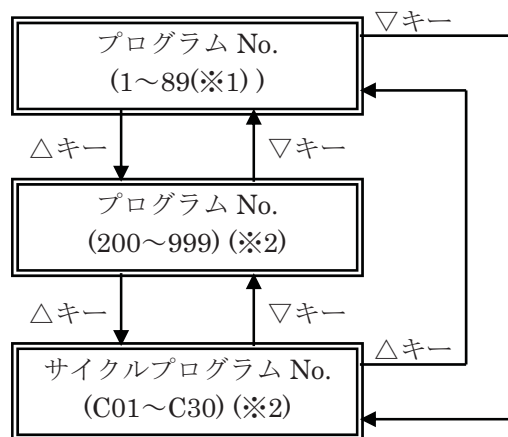 ▽キー
プログラム No.
(1～89(※1) )
△キー
▽キー
プログラム No.
(200～999) (※2)
△キー
▽キー
△キー
サイクルプログラム No.
(C01～C30) (※2)